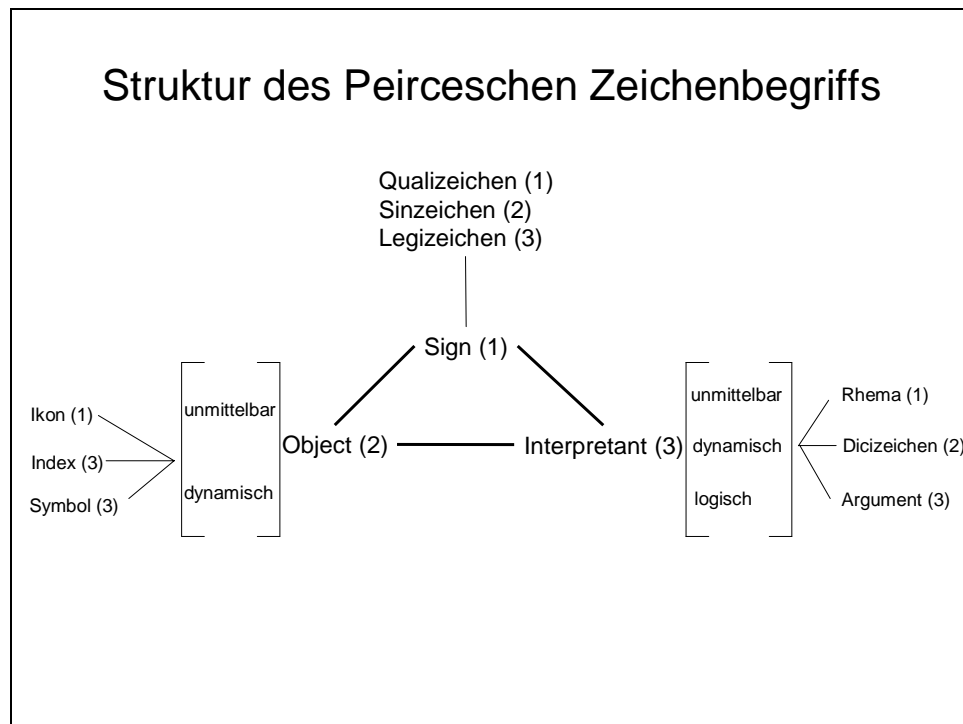 Struktur des Peirceschen Zeichenbegriffs
Qualizeichen (1)
Sinzeichen (2)
Legizeichen (3)
Sign (1)
Ikon (1)
Index (3)
Symbol (3)
unmittelbar
dynamisch
Object (2)
Interpretant (3)
unmittelbar
dynamisch
logisch
Rhema (1)
Dicizeichen (2)
Argument (3)